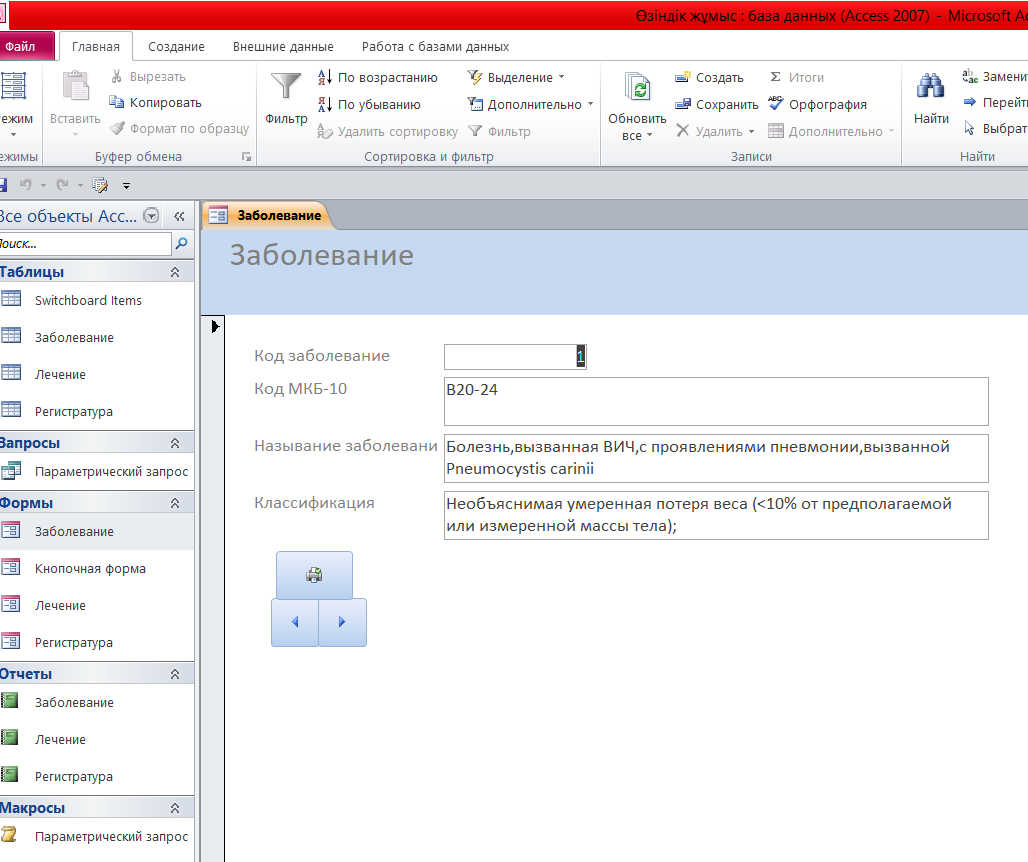 Өзіндік жұмыс : база данных (Access 2007) - Microsoft Ac
Файл Главная Создание Внешние данные Работа с базами данных
ежим
ежимы
Вставить
Вырезать
Копировать
Формат по образцу
Буфер обмена
Фильтр
По возрастанию
По убыванию
Удалить сортировку
Выделение
Дополнительно
Фильтр
Сортировка и фильтр
Обновить
все
Создать
Сохранить
Удалить
Итоги
Орфография
Дополнительно
Записи
Найти
Замени
Перейт
Выбрат
Найти
Все объекты Acc...
Поиск...
Таблицы
Switchboard Items
Заболевание
Лечение
Регистратура
Запросы
Параметрический запрос
Формы
Заболевание
Кнопочная форма
Лечение
Регистратура
Отчеты
Заболевание
Лечение
Регистратура
Макросы
Параметрический запрос
Заболевание
Заболевание
Код заболевание 1
Код МКБ-10 B20-24
Называние заболевани Болезнь,вызванная ВИЧ,с проявлениями пневмонии,вызванной
Pneumocystis carinii
Классификация Необъяснимая умеренная потеря веса (<10% от предполагаемой
или измеренной массы тела);